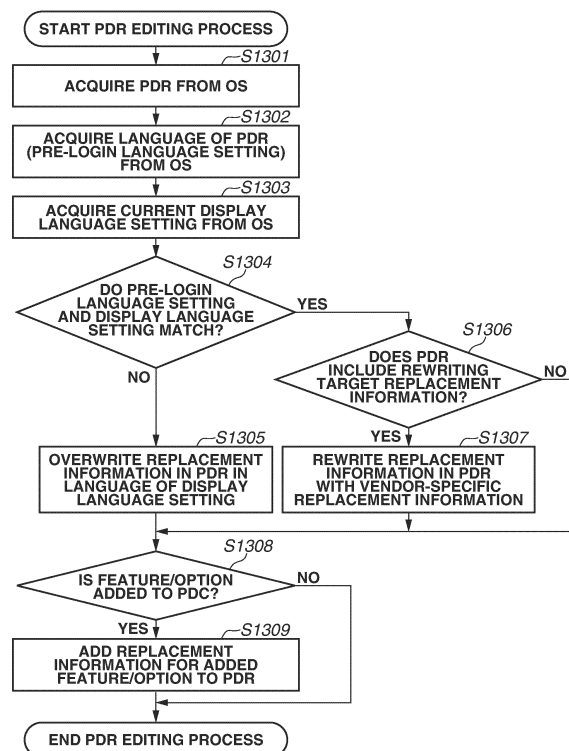 START PDR EDITING PROCESS
S1301
ACQUIRE PDR FROM OS
S1302
ACQUIRE LANGUAGE OF PDR
(PRE-LOGIN LANGUAGE SETTING)
FROM OS
S1303
ACQUIRE CURRENT DISPLAY
LANGUAGE SETTING FROM OS
S1304
DO PRE-LOGIN
LANGUAGE SETTING
AND DISPLAY LANGUAGE
SETTING MATCH?
YES
NO
S1306
DOES PDR
INCLUDE REWRITING
TARGET REPLACEMENT
INFORMATION?
NO
YES
S1305
OVERWRITE REPLACEMENT
INFORMATION IN PDR IN
LANGUAGE OF DISPLAY
LANGUAGE SETTING
S1307
REWRITE REPLACEMENT
INFORMATION IN PDR
WITH VENDOR-SPECIFIC
REPLACEMENT INFORMATION
S1308
IS FEATURE/OPTION
ADDED TO PDC?
NO
YES
S1309
ADD REPLACEMENT
INFORMATION FOR ADDED
FEATURE/OPTION TO PDR
END PDR EDITING PROCESS